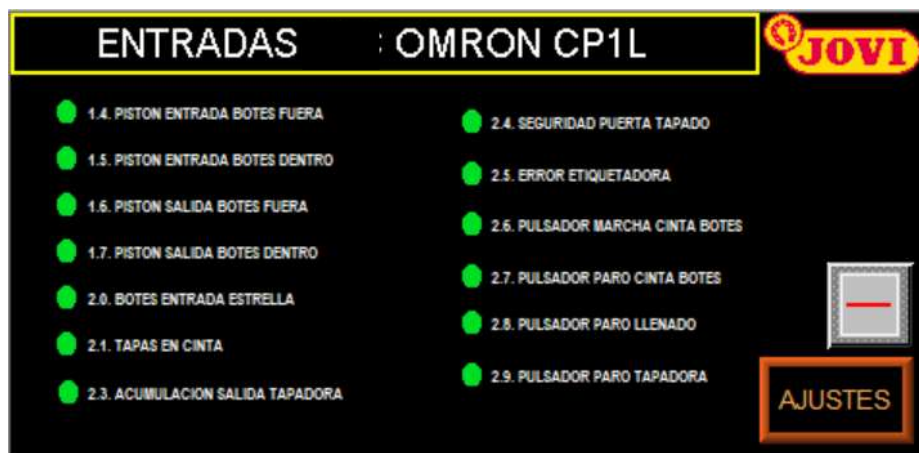 ENTRADAS : OMRON CP1L
JOVI
1.4. PISTON ENTRADA BOTES FUERA
1.5. PISTON ENTRADA BOTES DENTRO
1.6. PISTON SALIDA BOTES FUERA
1.7. PISTON SALIDA BOTES DENTRO
2.0. BOTES ENTRADA ESTRELLA
2.1. TAPAS EN CINTA
2.3. ACUMULACION SALIDA TAPADORA
2.4. SEGURIDAD PUERTA TAPADO
2.5. ERROR ETIQUETADORA
2.6. PULSADOR MARCHA CINTA BOTES
2.7. PULSADOR PARO CINTA BOTES
2.8. PULSADOR PARO LLENADO
2.9. PULSADOR PARO TAPADORA
AJUSTES